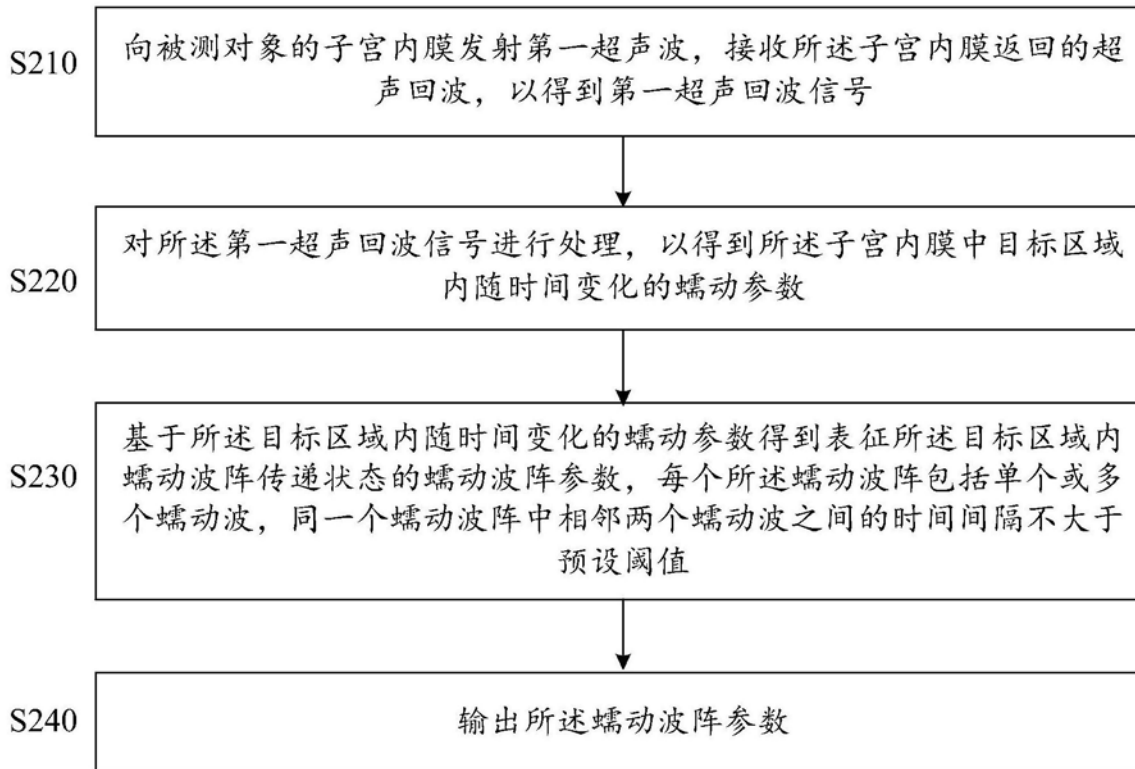 S210
向被测对象的子宫内膜发射第一超声波，接收所述子宫内膜返回的超
声回波，以得到第一超声回波信号
S220
对所述第一超声回波信号进行处理，以得到所述子宫内膜中目标区域
内随时间变化的蠕动参数
S230
基于所述目标区域内随时间变化的蠕动参数得到表征所述目标区域内
蠕动波阵传递状态的蠕动波阵参数，每个所述蠕动波阵包括单个或多
个蠕动波，同一个蠕动波阵中相邻两个蠕动波之间的时间间隔不大于
预设阈值
S240
输出所述蠕动波阵参数